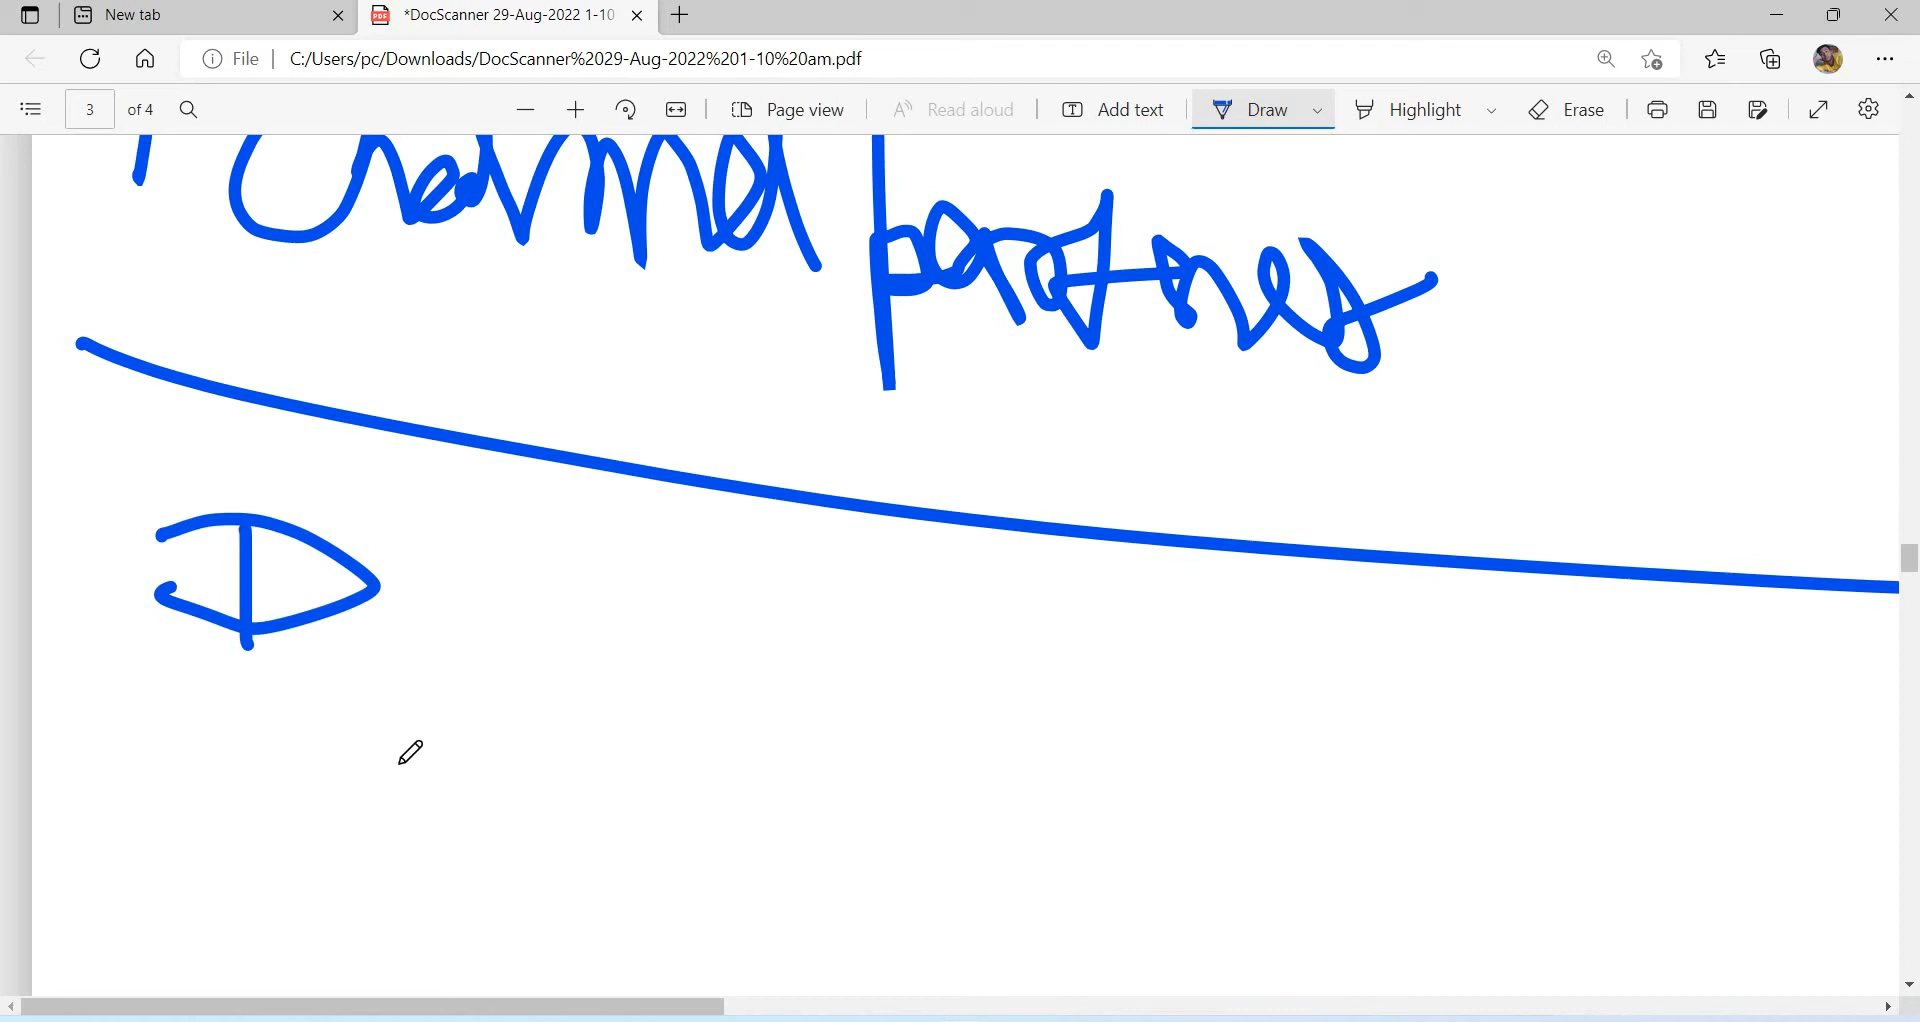 New tab
*DocScanner 29-Aug-2022 1-10
File
C:/Users/pc/Downloads/DocScanner%2029-Aug-2022%201-10%20am.pdf
3 of 4
Page view
Read aloud
Add text
Draw
Highlight
Erase
PDF
partner
D